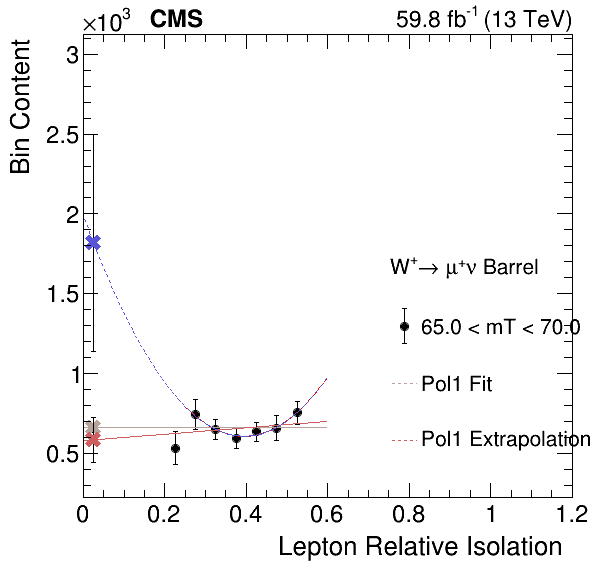 ×10³
CMS
59.8 fb⁻¹ (13 TeV)
Bin Content
3
2.5
2
1.5
1
0.5
W⁺→ μ⁺ν Barrel
65.0 < mT < 70.0
Pol1 Fit
Pol1 Extrapolation
0 0.2 0.4 0.6 0.8 1 1.2
Lepton Relative Isolation